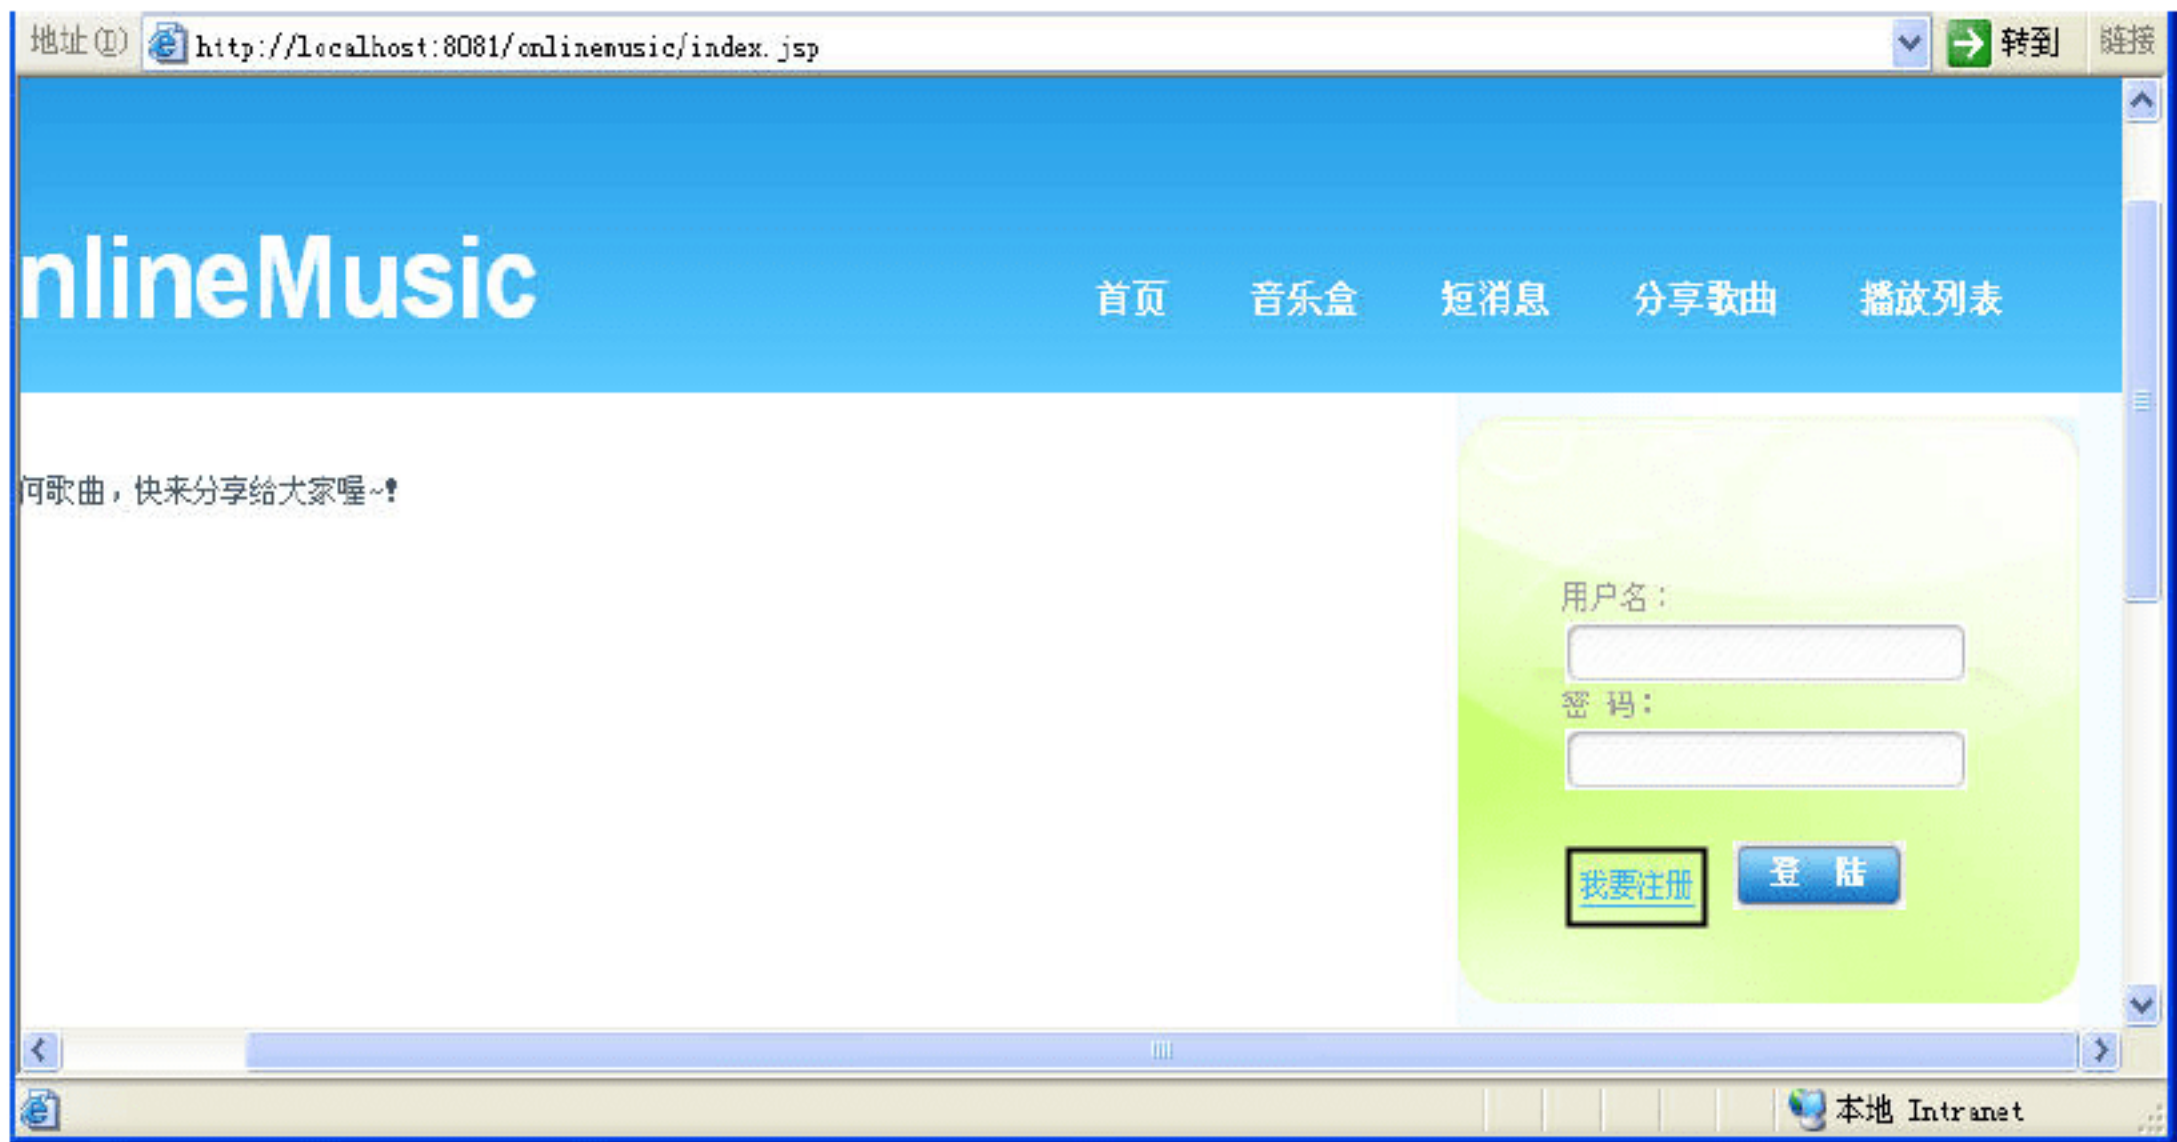 地址(D) http://localhost:8081/onlinemusic/index.jsp 转到 链接
nlineMusic
首页 音乐盒 短消息 分享歌曲 播放列表
何歌曲，快来分享给大家喔~!
用户名：
密 码：
我要注册 登 陆
本地 Intranet